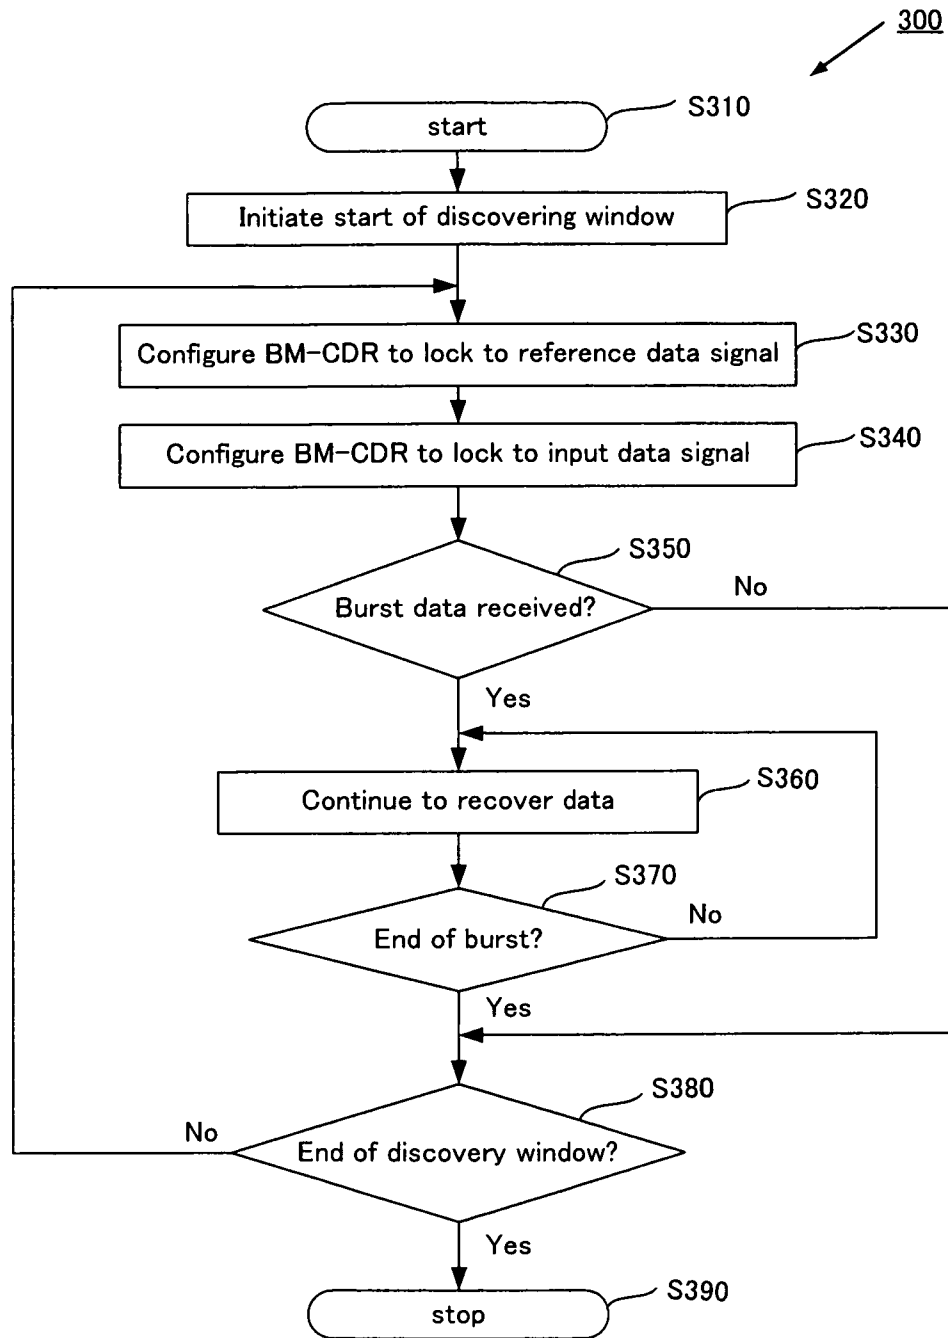 300
start
S310
Initiate start of discovering window
S320
Configure BM-CDR to lock to reference data signal
S330
Configure BM-CDR to lock to input data signal
S340
Burst data received?
S350
No
Yes
Continue to recover data
S360
End of burst?
S370
No
Yes
End of discovery window?
S380
No
Yes
stop
S390